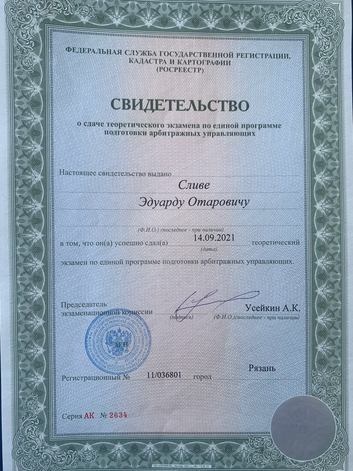 ФЕДЕРАЛЬНАЯ СЛУЖБА ГОСУДАРСТВЕННОЙ РЕГИСТРАЦИИ,
КАДАСТРА И КАРТОГРАФИИ
(РОСРЕЕСТР)
СВИДЕТЕЛЬСТВО
о сдаче теоретического экзамена по единой программе
подготовки арбитражных управляющих
Настоящее свидетельство выдано
Сливе
Эдуарду Отаровичу
(Ф.И.О.) (последнее - при наличии)
в том, что он(а) успешно сдал(а) 14.09.2021 теоретический
(дата)
экзамен по единой программе подготовки арбитражных управляющих.
Председатель
экзаменационной комиссии Усейкин А.К.
(подпись) (Ф.И.О.) (последнее - при наличии)
М.П.
Регистрационный № 11/036801 город Рязань
Серия АК № 2634